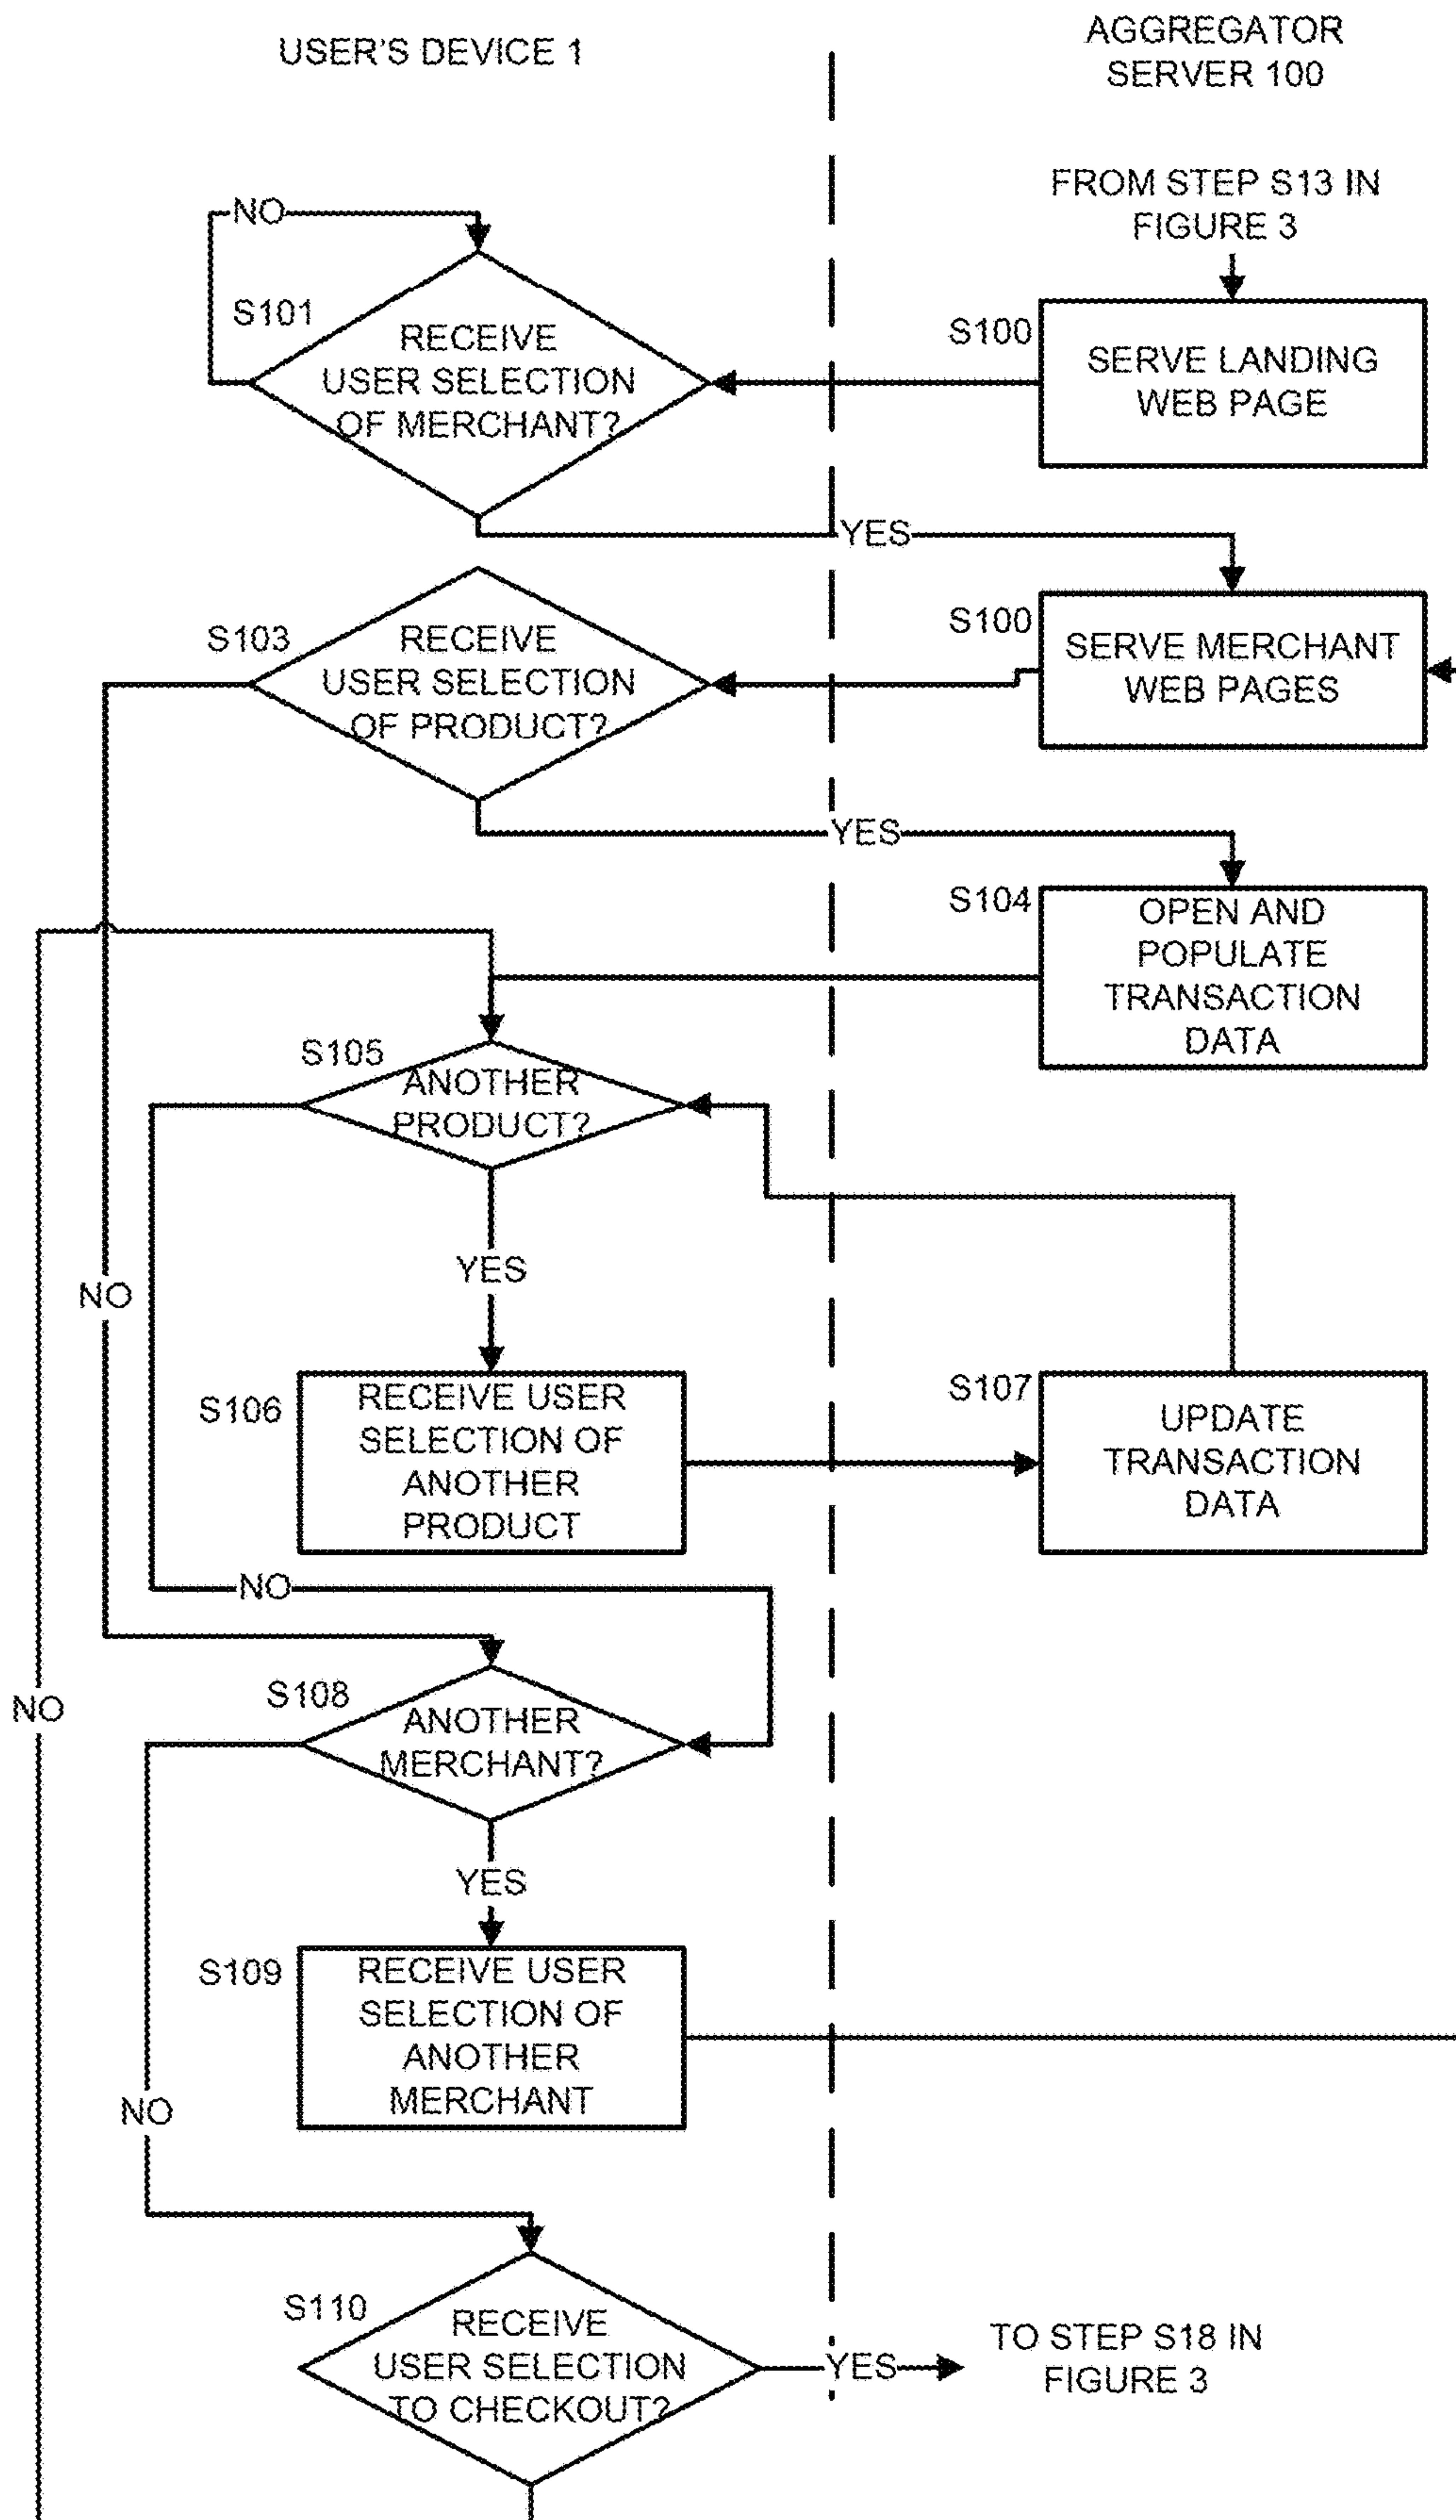 USER'S DEVICE 1
AGGREGATOR
SERVER 100
FROM STEP S13 IN
FIGURE 3
NO
S101
RECEIVE
USER SELECTION
OF MERCHANT?
S100
SERVE LANDING
WEB PAGE
YES
S103
RECEIVE
USER SELECTION
OF PRODUCT?
S100
SERVE MERCHANT
WEB PAGES
YES
S104
OPEN AND
POPULATE
TRANSACTION
DATA
S105
ANOTHER
PRODUCT?
YES
NO
S106
RECEIVE USER
SELECTION OF
ANOTHER
PRODUCT
S107
UPDATE
TRANSACTION
DATA
NO
NO
S108
ANOTHER
MERCHANT?
YES
S109
RECEIVE USER
SELECTION OF
ANOTHER
MERCHANT
NO
S110
RECEIVE
USER SELECTION
TO CHECKOUT?
YES
TO STEP S18 IN
FIGURE 3